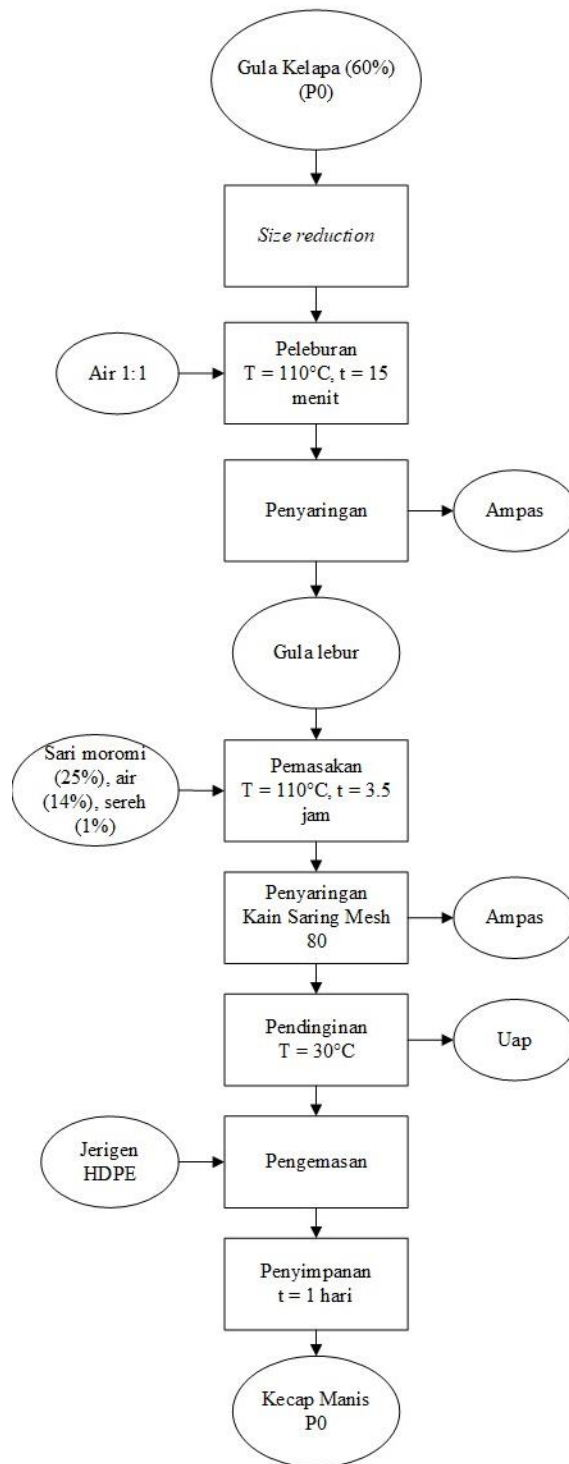 Gula Kelapa (60%)
(P0)
Size reduction
Air 1:1
Peleburan
T = 110°C, t = 15
menit
Penyaringan
Ampas
Gula lebur
Sari moromi
(25%), air
(14%), sereh
(1%)
Pemasakan
T = 110°C, t = 3.5
jam
Penyaringan
Kain Saring Mesh
80
Ampas
Pendinginan
T = 30°C
Uap
Jerigen
HDPE
Pengemasan
Penyimpanan
t = 1 hari
Kecap Manis
P0